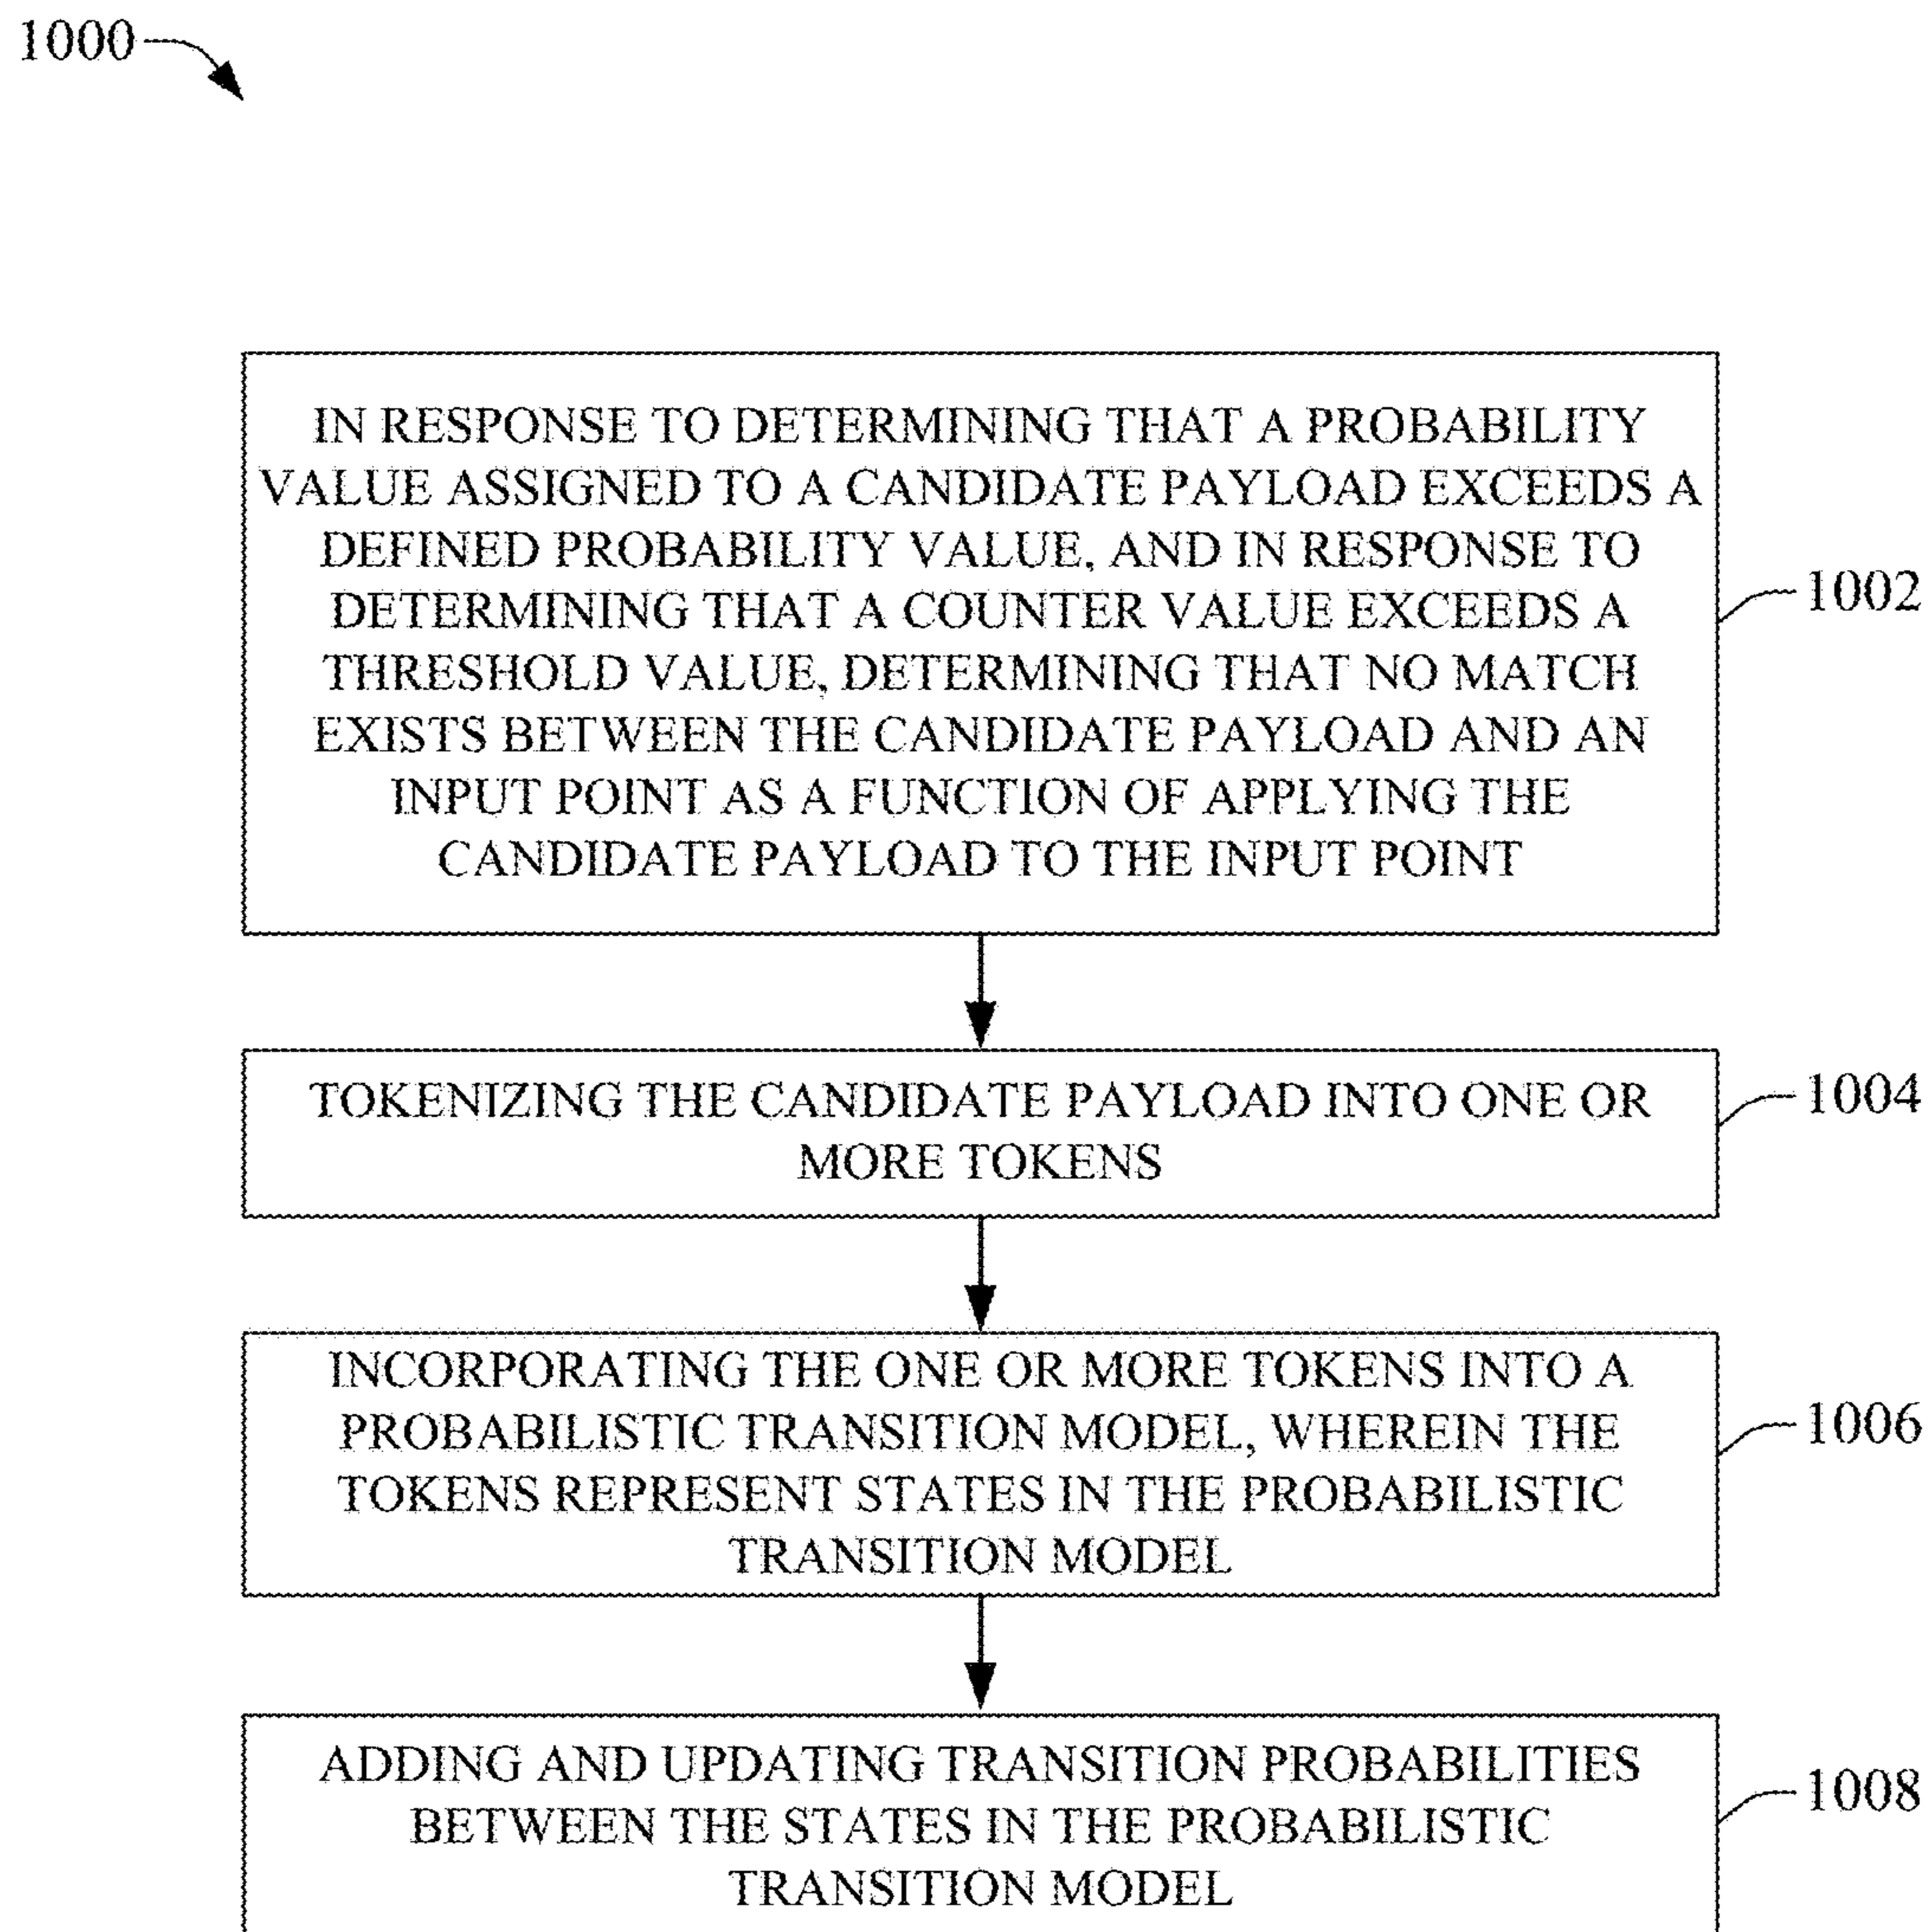 1000
IN RESPONSE TO DETERMINING THAT A PROBABILITY
VALUE ASSIGNED TO A CANDIDATE PAYLOAD EXCEEDS A
DEFINED PROBABILITY VALUE, AND IN RESPONSE TO
DETERMINING THAT A COUNTER VALUE EXCEEDS A
THRESHOLD VALUE, DETERMINING THAT NO MATCH
EXISTS BETWEEN THE CANDIDATE PAYLOAD AND AN
INPUT POINT AS A FUNCTION OF APPLYING THE
CANDIDATE PAYLOAD TO THE INPUT POINT
1002
TOKENIZING THE CANDIDATE PAYLOAD INTO ONE OR
MORE TOKENS
1004
INCORPORATING THE ONE OR MORE TOKENS INTO A
PROBABILISTIC TRANSITION MODEL, WHEREIN THE
TOKENS REPRESENT STATES IN THE PROBABILISTIC
TRANSITION MODEL
1006
ADDING AND UPDATING TRANSITION PROBABILITIES
BETWEEN THE STATES IN THE PROBABILISTIC
TRANSITION MODEL
1008